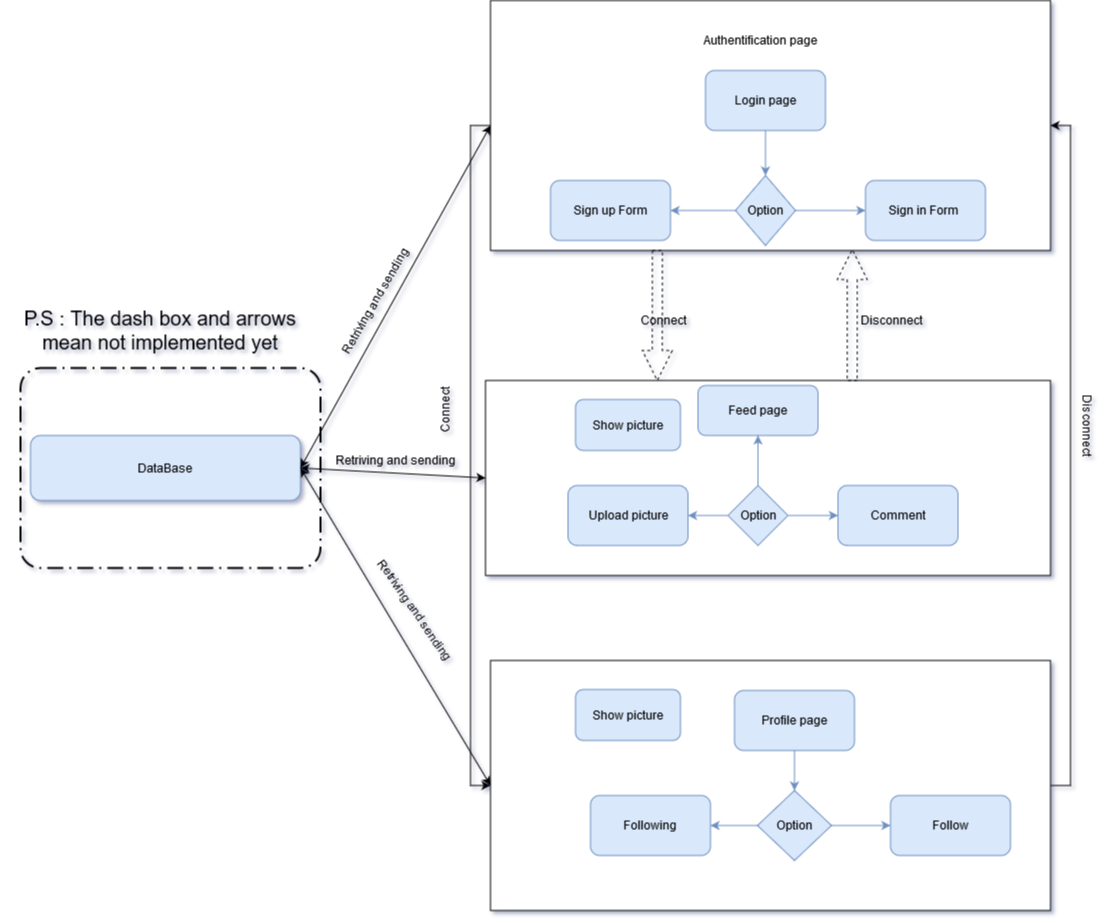 Authentification page
Login page
Sign up Form
Option
Sign in Form
Retriving and sending
Connect
Disconnect
P.S : The dash box and arrows
mean not implemented yet
DataBase
Retriving and sending
Connect
Disconnect
Show picture
Feed page
Upload picture
Option
Comment
Retriving and sending
Show picture
Profile page
Following
Option
Follow